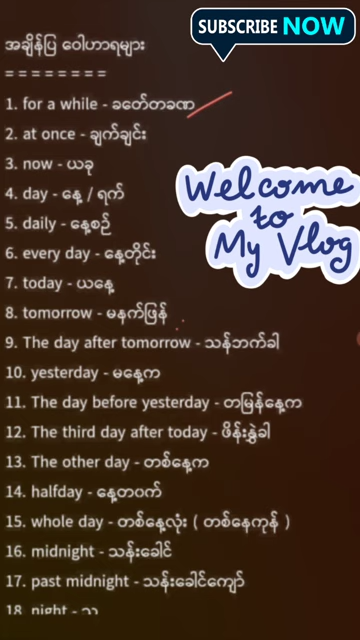 SUBSCRIBE NOW
အချိန်ပြ ဝေါဟာရများ
========
1. for a while - ခတေ်တခဏ
2. at once - ချက်ချင်း
3. now - ယခု
4. day - နေ့ / ရက်
5. daily - နေ့စဉ်
6. every day - နေ့တိုင်း
7. today - ယနေ့
8. tomorrow - မနက်ဖြန်
9. The day after tomorrow - သန်ဘက်ခါ
10. yesterday - မနေ့က
11. The day before yesterday - တမြန်နေ့က
12. The third day after today - ဖိန်းနွှဲခါ
13. The other day - တစ်နေ့က
14. halfday - နေ့တဝက်
15. whole day - တစ်နေ့လုံး ( တစ်နေကုန် )
16. midnight - သန်းခေါင်
17. past midnight - သန်းခေါင်ကျော်
18. night - ည
Welcome
to
My Vlog